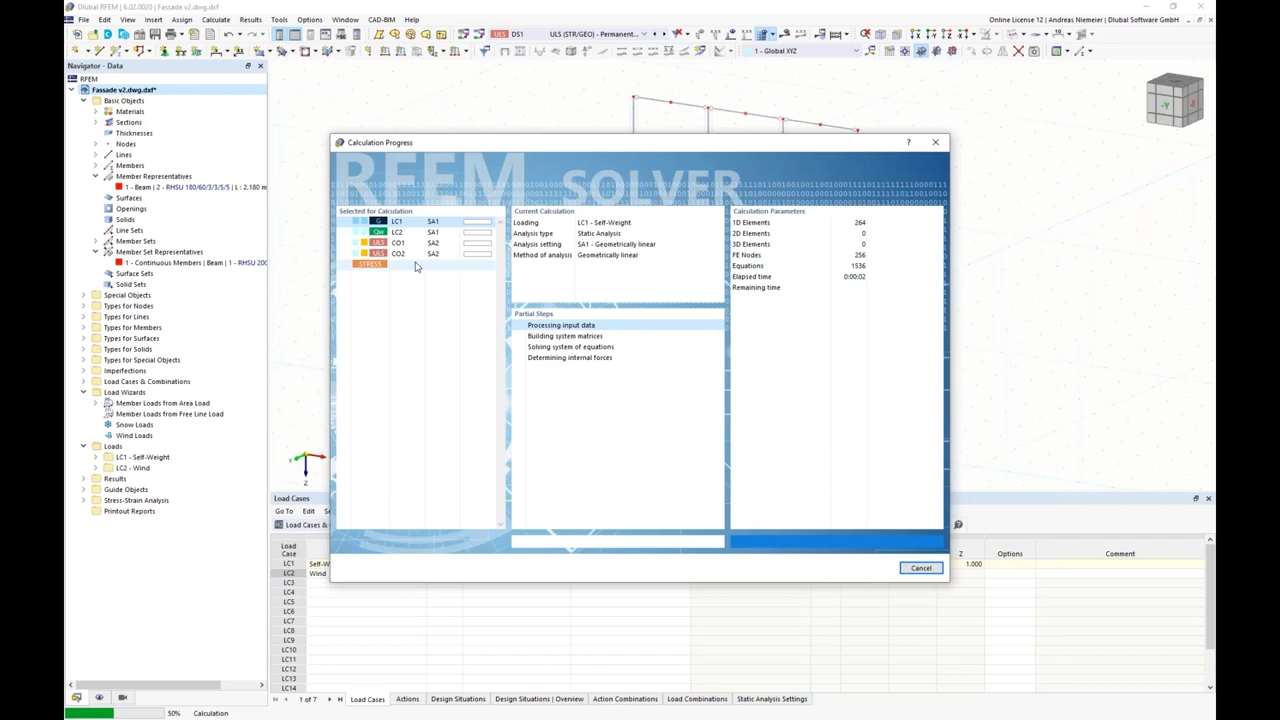 Dlubal RFEM | 6.02.0020 | Fassade v2.dwg.dxf*
File Edit View Insert Assign Calculate Results Tools Options Window CAD-BIM Help
Online License 12 | Andreas Niemeier | Dlubal Software GmbH
ULS DS1 ULS (STR/GEO) - Permanent...
1 - Global XYZ
Navigator - Data
RFEM
Fassade v2.dwg.dxf*
Basic Objects
Materials
Sections
Thicknesses
Nodes
Lines
Members
Member Representatives
1 - Beam | 2 - RHSU 180/60/3/3/5/5 | L : 2.180 m
Surfaces
Openings
Solids
Line Sets
Member Sets
Member Set Representatives
1 - Continuous Members | Beam | 1 - RHSU 200
Surface Sets
Solid Sets
Special Objects
Types for Nodes
Types for Lines
Types for Members
Types for Surfaces
Types for Solids
Types for Special Objects
Imperfections
Load Cases & Combinations
Load Wizards
Member Loads from Area Load
Member Loads from Free Line Load
Snow Loads
Wind Loads
Loads
LC1 - Self-Weight
LC2 - Wind
Results
Guide Objects
Stress-Strain Analysis
Printout Reports
50% Calculation
-Y
Calculation Progress
RFEM SOLVER
Selected for Calculation
G LC1 SA1
Qw LC2 SA1
ULS CO1 SA2
ULS CO2 SA2
STRESS
Current Calculation
Loading LC1 - Self-Weight
Analysis type Static Analysis
Analysis setting SA1 - Geometrically linear
Method of analysis Geometrically linear
Partial Steps
Processing input data
Building system matrices
Solving system of equations
Determining internal forces
Calculation Parameters
1D Elements 264
2D Elements 0
3D Elements 0
FE Nodes 256
Equations 1536
Elapsed time 0:00:02
Remaining time
Cancel
Y
Z
Load Cases
Go To Edit
Load Cases &
Load Case
Z Options Comment
LC1 Self-W 1.000
LC2 Wind
LC3
LC4
LC5
LC6
LC7
LC8
LC9
LC10
LC11
LC12
LC13
LC14
1 of 7 Load Cases Actions Design Situations Design Situations | Overview Action Combinations Load Combinations Static Analysis Settings